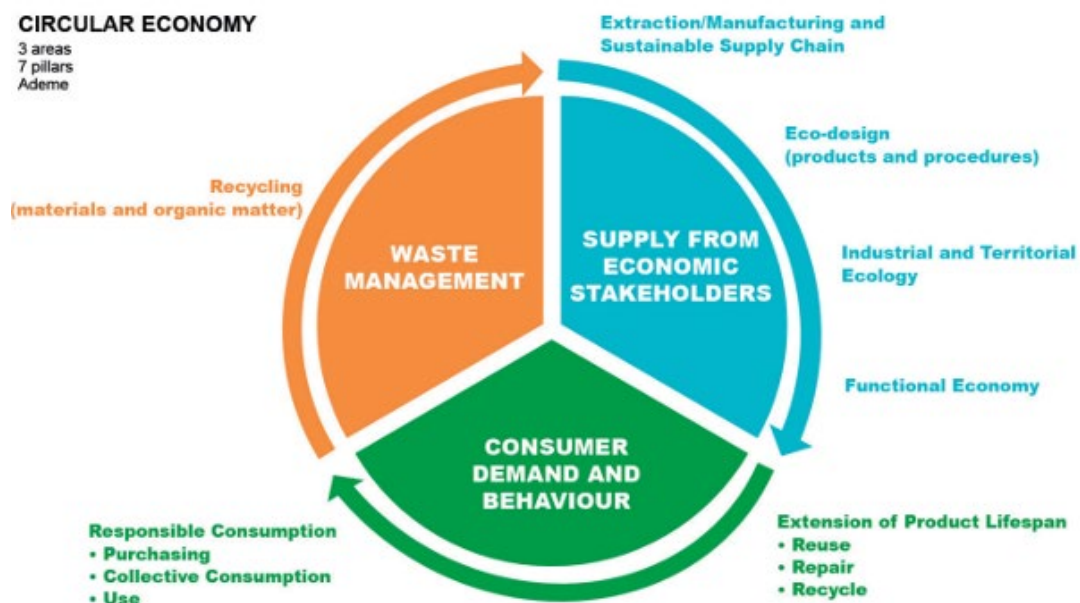 CIRCULAR ECONOMY
3 areas
7 pillars
Ademe
Extraction/Manufacturing and
Sustainable Supply Chain
Eco-design
(products and procedures)
Recycling
(materials and organic matter)
WASTE
MANAGEMENT
SUPPLY FROM
ECONOMIC
STAKEHOLDERS
Industrial and Territorial
Ecology
Functional Economy
CONSUMER
DEMAND AND
BEHAVIOUR
Responsible Consumption
• Purchasing
• Collective Consumption
• Use
Extension of Product Lifespan
• Reuse
• Repair
• Recycle